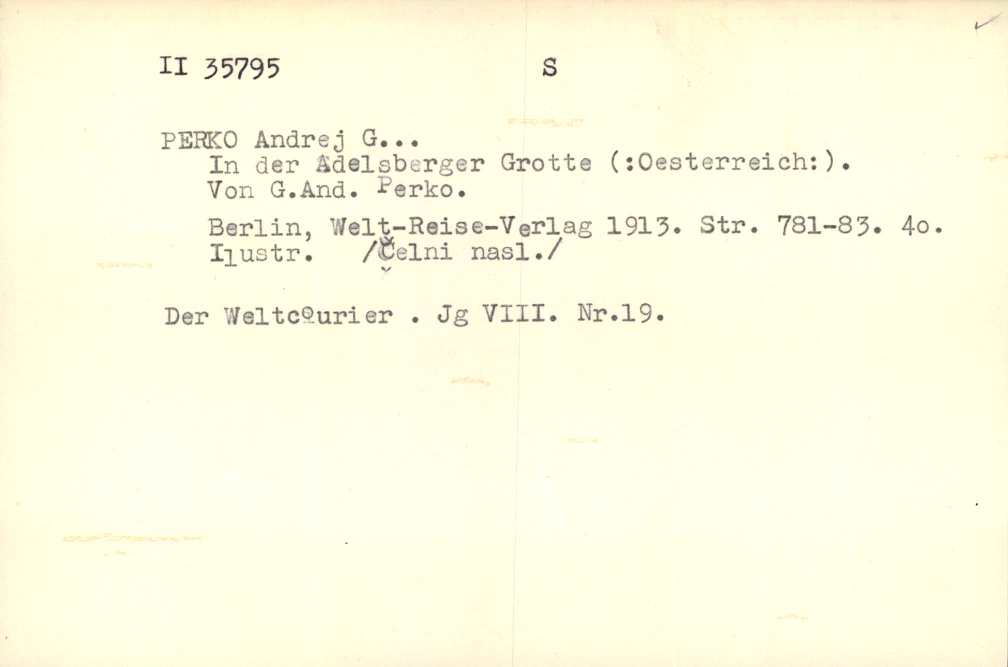 II 35795 S
PERKO Andrej G...
In der Adelsberger Grotte (:Oesterreich:).
Von G.And. Perko.
Berlin, Welt-Reise-Verlag 1913. Str. 781-83. 4o.
Ilustr. /Čelni nasl./
Der Weltcourier . Jg VIII. Nr.19.